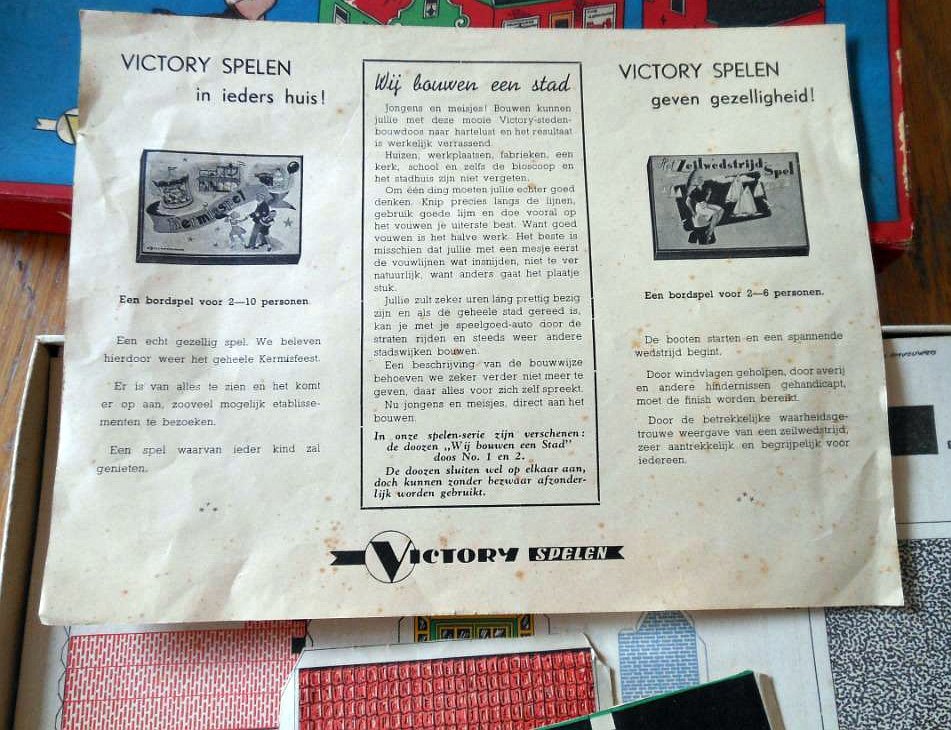 VICTORY SPELEN
in ieders huis!
Kermisspel
Een bordspel voor 2—10 personen
Een echt gezellig spel. We beleven
hierdoor weer het geheele Kermisfeest.
Er is van alles te zien en het komt
er op aan, zooveel mogelijk etablisse-
menten te bezoeken.
Een spel waarvan ieder kind zal
genieten.
Wij bouwen een stad
Jongens en meisjes! Bouwen kunnen
jullie met deze mooie Victory-steden-
bouwdoos naar hartelust en het resultaat
is werkelijk verrassend.
Huizen, werkplaatsen, fabrieken, een
kerk, school en zelfs de bioscoop en
het stadhuis zijn niet vergeten.
Om één ding moeten jullie echter goed
denken. Knip precies langs de lijnen,
gebruik goede lijm en doe vooral op
het vouwen je uiterste best. Want goed
vouwen is het halve werk. Het beste is
misschien dat jullie met een mesje eerst
de vouwlijnen wat insnijden, niet te ver
natuurlijk, want anders gaat het plaatje
stuk.
Jullie zult zeker uren lang prettig bezig
zijn en als de geheele stad gereed is,
kan je met je speelgoed-auto door de
straten rijden en steeds weer andere
stadswijken bouwen.
Een beschrijving van de bouwwijze
behoeven we zeker verder niet meer te
geven, daar alles voor zich zelf spreekt.
Nu jongens en meisjes, direct aan het
bouwen.
In onze spelen-serie zijn verschenen:
de doozen „Wij bouwen een Stad"
doos No. 1 en 2.
De doozen sluiten wel op elkaar aan,
doch kunnen zonder bezwaar afzonder-
lijk worden gebruikt.
VICTORY SPELEN
geven gezelligheid!
Het Zeilwedstrijd
Spel
Een bordspel voor 2—6 personen.
De booten starten en een spannende
wedstrijd begint.
Door windvlagen geholpen, door averij
en andere hindernissen gehandicapt,
moet de finish worden bereikt.
Door de betrekkelijke waarheidsge-
trouwe weergave van een zeilwedstrijd,
zeer aantrekkelijk en begrijpelijk voor
iedereen.
VICTORY SPELEN